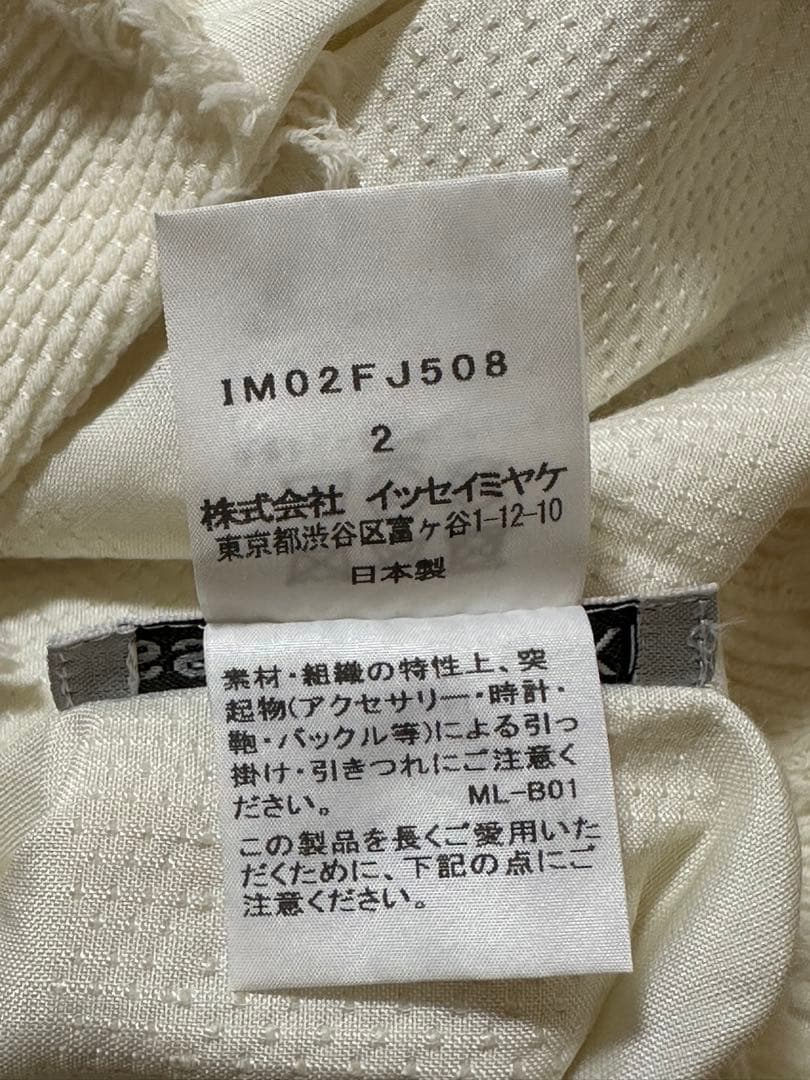 IM02FJ508
2
株式会社 イッセイミヤケ
東京都渋谷区富ヶ谷1-12-10
日本製
素材・組織の特性上、突
起物(アクセサリー・時計・
鞄・バックル等)による引っ
掛け・引きつれにご注意く
ださい。 ML-B01
この製品を長くご愛用いた
だくために、下記の点にご
注意ください。